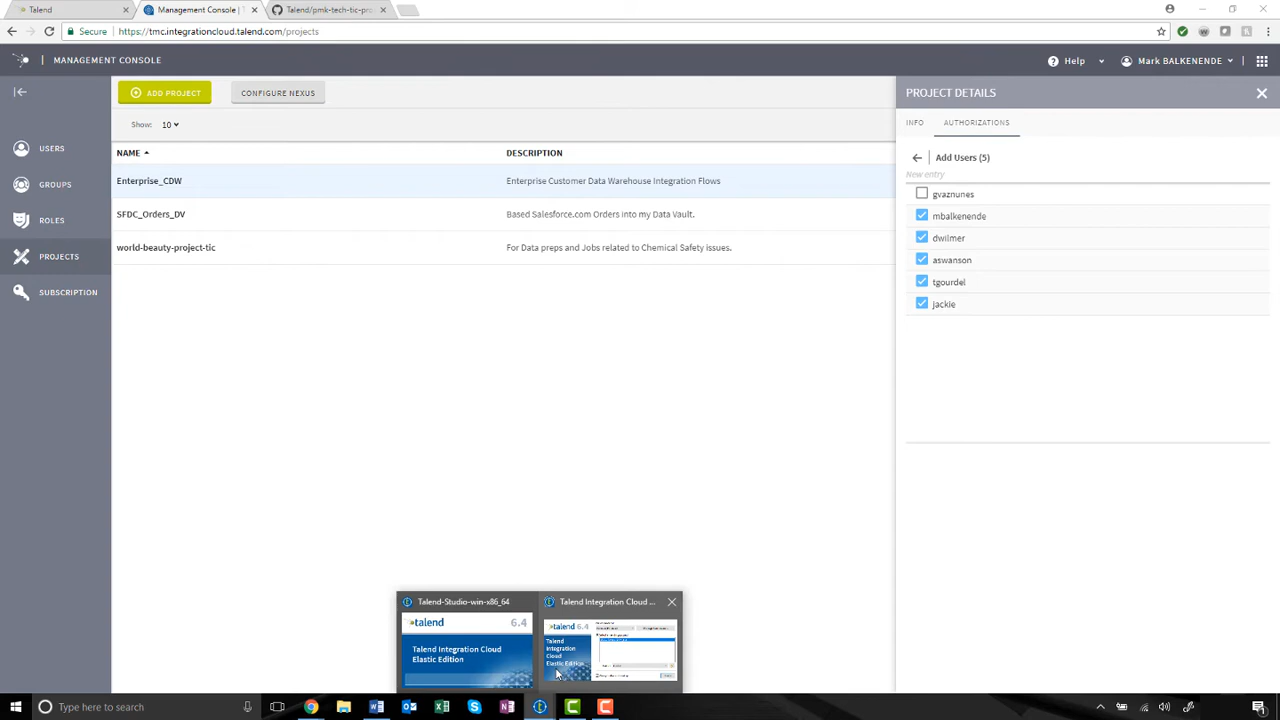 Talend
Management Console | T
Talend/pmk-tech-tic-pro
Secure
https://tmc.integrationcloud.talend.com/projects
MANAGEMENT CONSOLE
Help
Mark BALKENENDE
ADD PROJECT
CONFIGURE NEXUS
PROJECT DETAILS
Show: 10
INFO
AUTHORIZATIONS
USERS
NAME
DESCRIPTION
Add Users (5)
New entry
GROUPS
Enterprise_CDW
Enterprise Customer Data Warehouse Integration Flows
gvaznunes
ROLES
SFDC_Orders_DV
Based Salesforce.com Orders into my Data Vault.
mbalkenende
dwilmer
PROJECTS
world-beauty-project-tic
For Data preps and Jobs related to Chemical Safety issues.
aswanson
SUBSCRIPTION
tgourdel
jackie
Talend-Studio-win-x86_64
Talend Integration Cloud ...
talend 6.4
Talend Integration Cloud
Elastic Edition
talend 6.4
Talend
Integration
Cloud
Elastic Edition
Type here to search